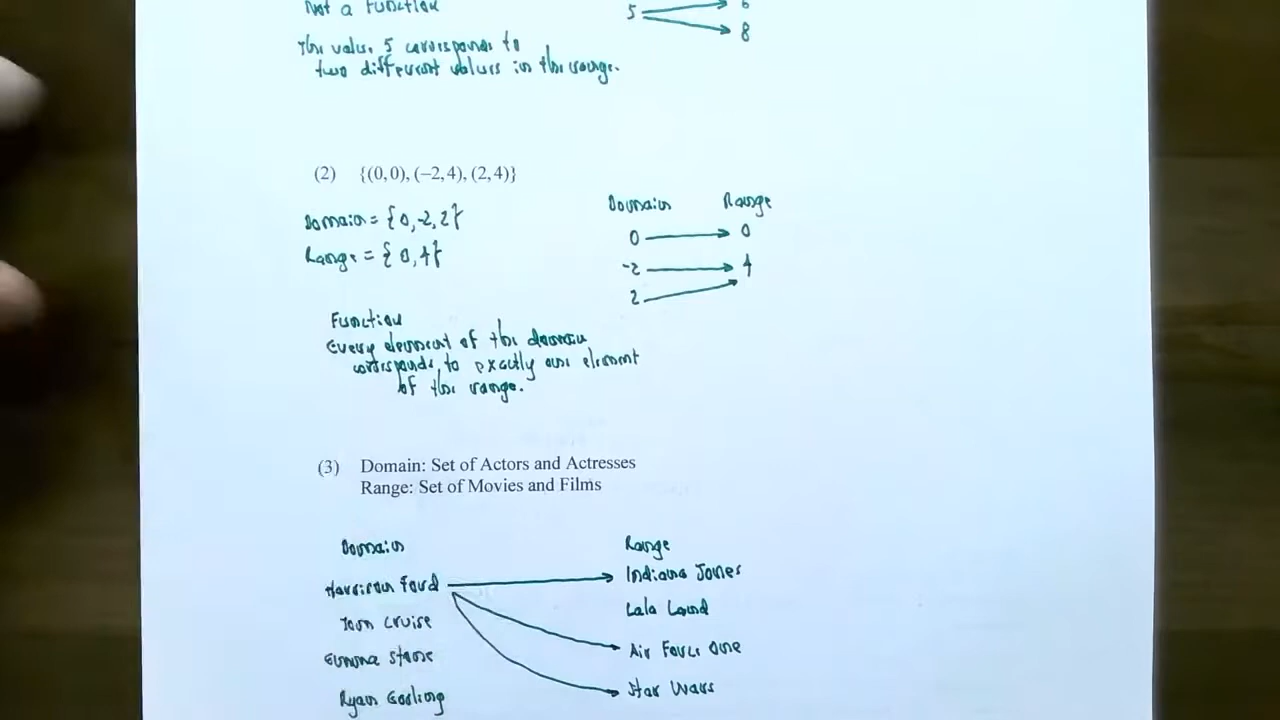 Not a Function
5 6
8
The value 5 corresponds to
two different values in the range.
(2) {(0,0), (−2,4), (2,4)}
Domain = {0,-2,2}
Range = {0,4}
Domain Range
0 0
-2 4
2
Function
Every element of the domain
corresponds to exactly one element
of the range.
(3) Domain: Set of Actors and Actresses
Range: Set of Movies and Films
Domain Range
Harrison Ford Indiana Jones
Tom Cruise Lala Land
Emma Stone Air Force One
Ryan Gosling Star Wars